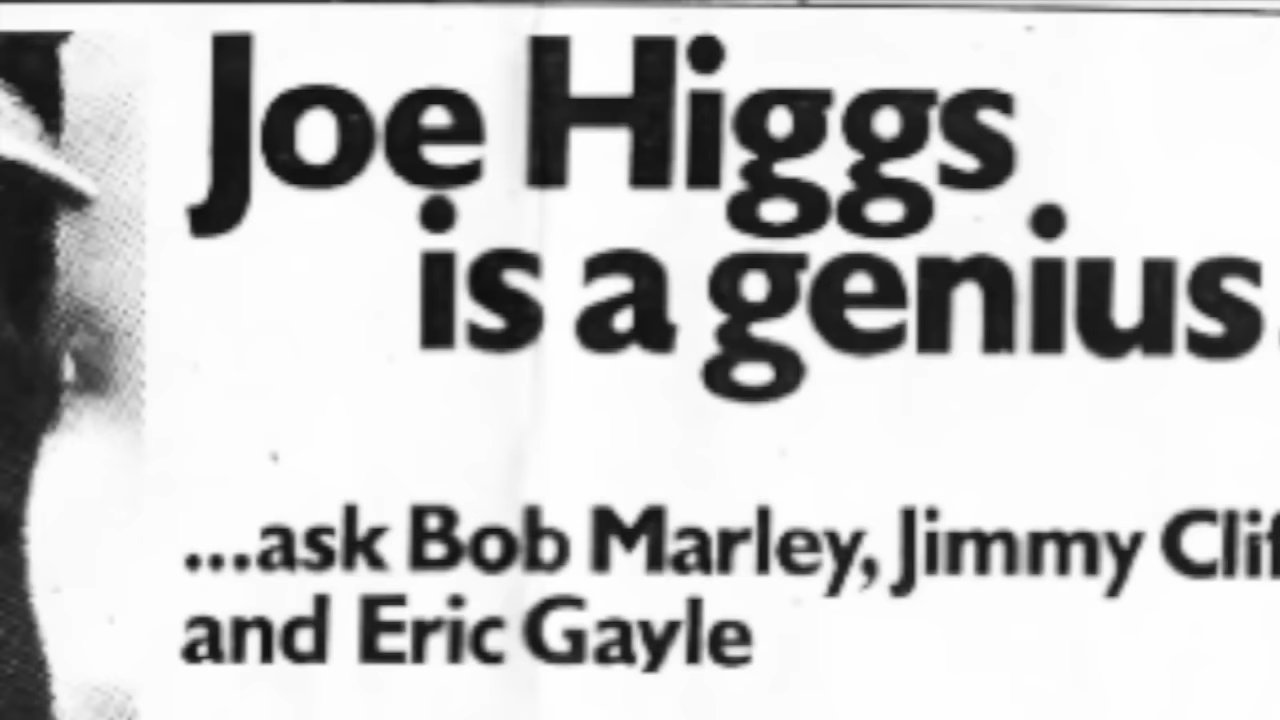 Joe Higgs
is a genius.
...ask Bob Marley, Jimmy Clif
and Eric Gayle